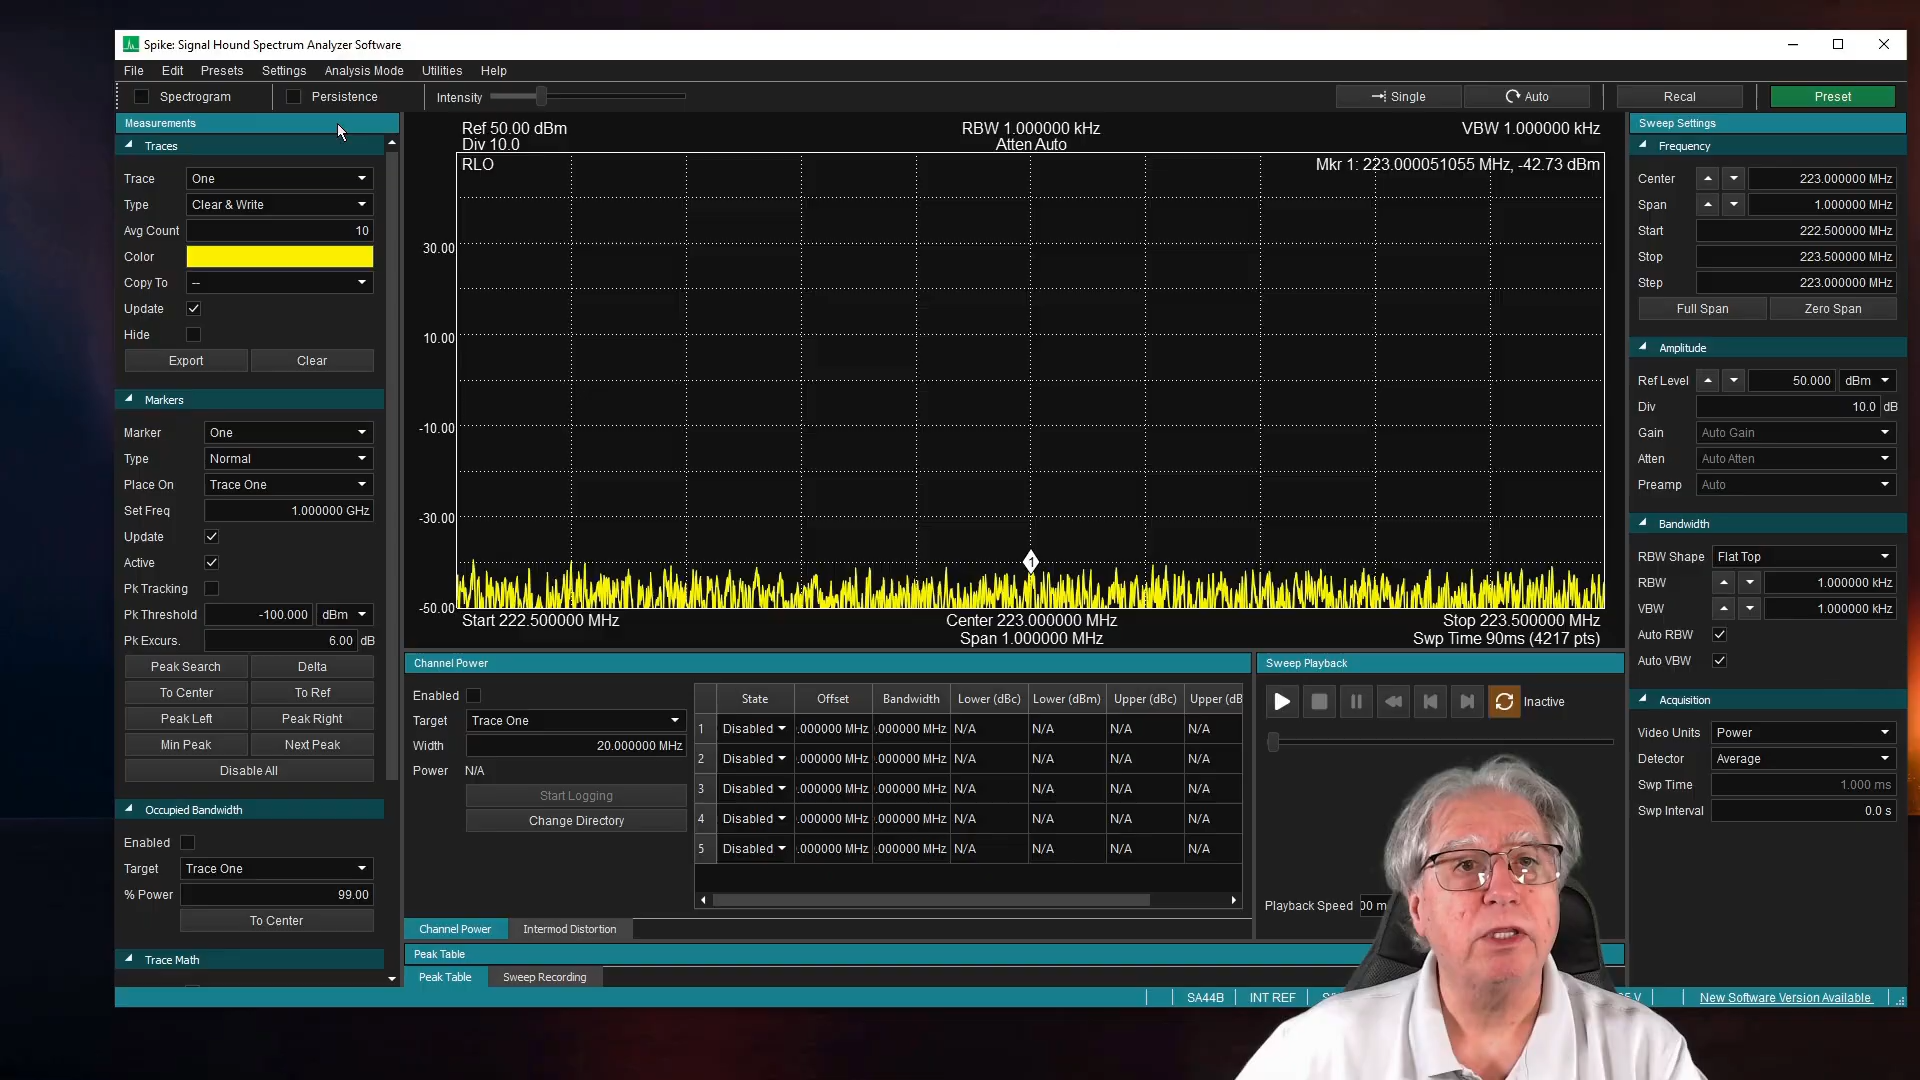 Spike: Signal Hound Spectrum Analyzer Software
File Edit Presets Settings Analysis Mode Utilities Help
Spectrogram Persistence Intensity Single Auto Recal Preset
Measurements
Traces
Trace One
Type Clear & Write
Avg Count 10
Color
Copy To --
Update
Hide
Export Clear
Markers
Marker One
Type Normal
Place On Trace One
Set Freq 1.000000 GHz
Update
Active
Pk Tracking
Pk Threshold -100.000 dBm
Pk Excurs. 6.00 dB
Peak Search Delta
To Center To Ref
Peak Left Peak Right
Min Peak Next Peak
Disable All
Occupied Bandwidth
Enabled
Target Trace One
% Power 99.00
To Center
Trace Math
Ref 50.00 dBm RBW 1.000000 kHz VBW 1.000000 kHz
Div 10.0 Atten Auto
RLO Mkr 1: 223.000051055 MHz, -42.73 dBm
30.00
10.00
-10.00
-30.00
1
-50.00
Start 222.500000 MHz Center 223.000000 MHz Stop 223.500000 MHz
Span 1.000000 MHz Swp Time 90ms (4217 pts)
Channel Power
Enabled
Target Trace One
Width 20.000000 MHz
Power N/A
Start Logging
Change Directory
State Offset Bandwidth Lower (dBc) Lower (dBm) Upper (dBc) Upper (dB
1 Disabled .000000 MHz .000000 MHz N/A N/A N/A N/A
2 Disabled .000000 MHz .000000 MHz N/A N/A N/A N/A
3 Disabled .000000 MHz .000000 MHz N/A N/A N/A N/A
4 Disabled .000000 MHz .000000 MHz N/A N/A N/A N/A
5 Disabled .000000 MHz .000000 MHz N/A N/A N/A N/A
Channel Power Intermod Distortion
Peak Table
Peak Table Sweep Recording
Sweep Playback
Inactive
Playback Speed 00 m
Sweep Settings
Frequency
Center 223.000000 MHz
Span 1.000000 MHz
Start 222.500000 MHz
Stop 223.500000 MHz
Step 223.000000 MHz
Full Span Zero Span
Amplitude
Ref Level 50.000 dBm
Div 10.0 dB
Gain Auto Gain
Atten Auto Atten
Preamp Auto
Bandwidth
RBW Shape Flat Top
RBW 1.000000 kHz
VBW 1.000000 kHz
Auto RBW
Auto VBW
Acquisition
Video Units Power
Detector Average
Swp Time 1.000 ms
Swp Interval 0.0 s
SA44B INT REF V New Software Version Available